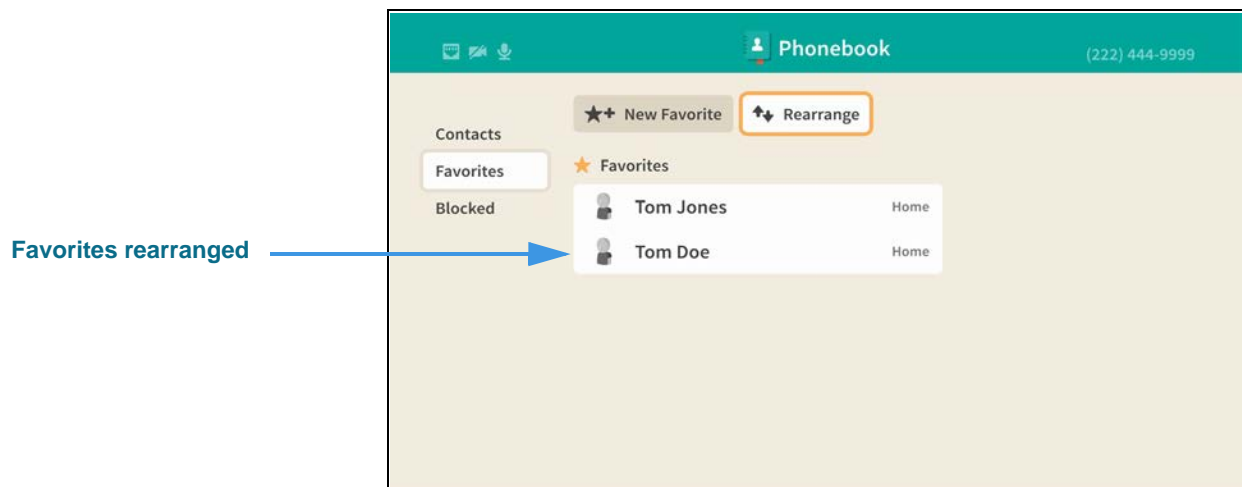 Phonebook
(222) 444-9999
New Favorite
Rearrange
Contacts
Favorites
Blocked
Favorites
Tom Jones Home
Tom Doe Home
Favorites rearranged